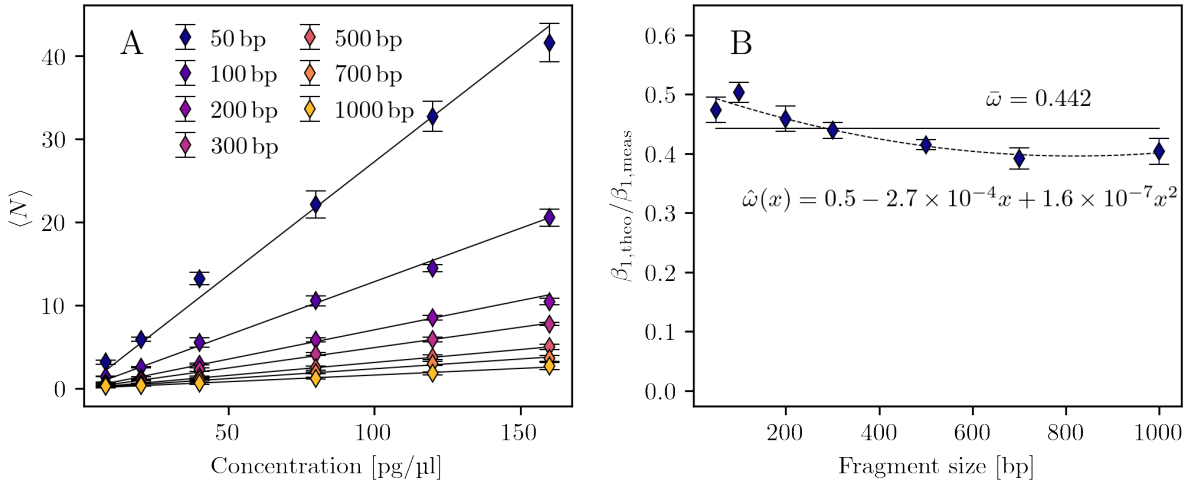 A
50 bp
100 bp
200 bp
300 bp
500 bp
700 bp
1000 bp
⟨N⟩
40
30
20
10
0
50
100
150
Concentration [pg/µl]
B
ω̄ = 0.442
ω̂(x) = 0.5 − 2.7 × 10⁻⁴x + 1.6 × 10⁻⁷x²
β₁,theo/β₁,meas
0.6
0.5
0.4
0.3
0.2
0.1
0.0
200
400
600
800
1000
Fragment size [bp]